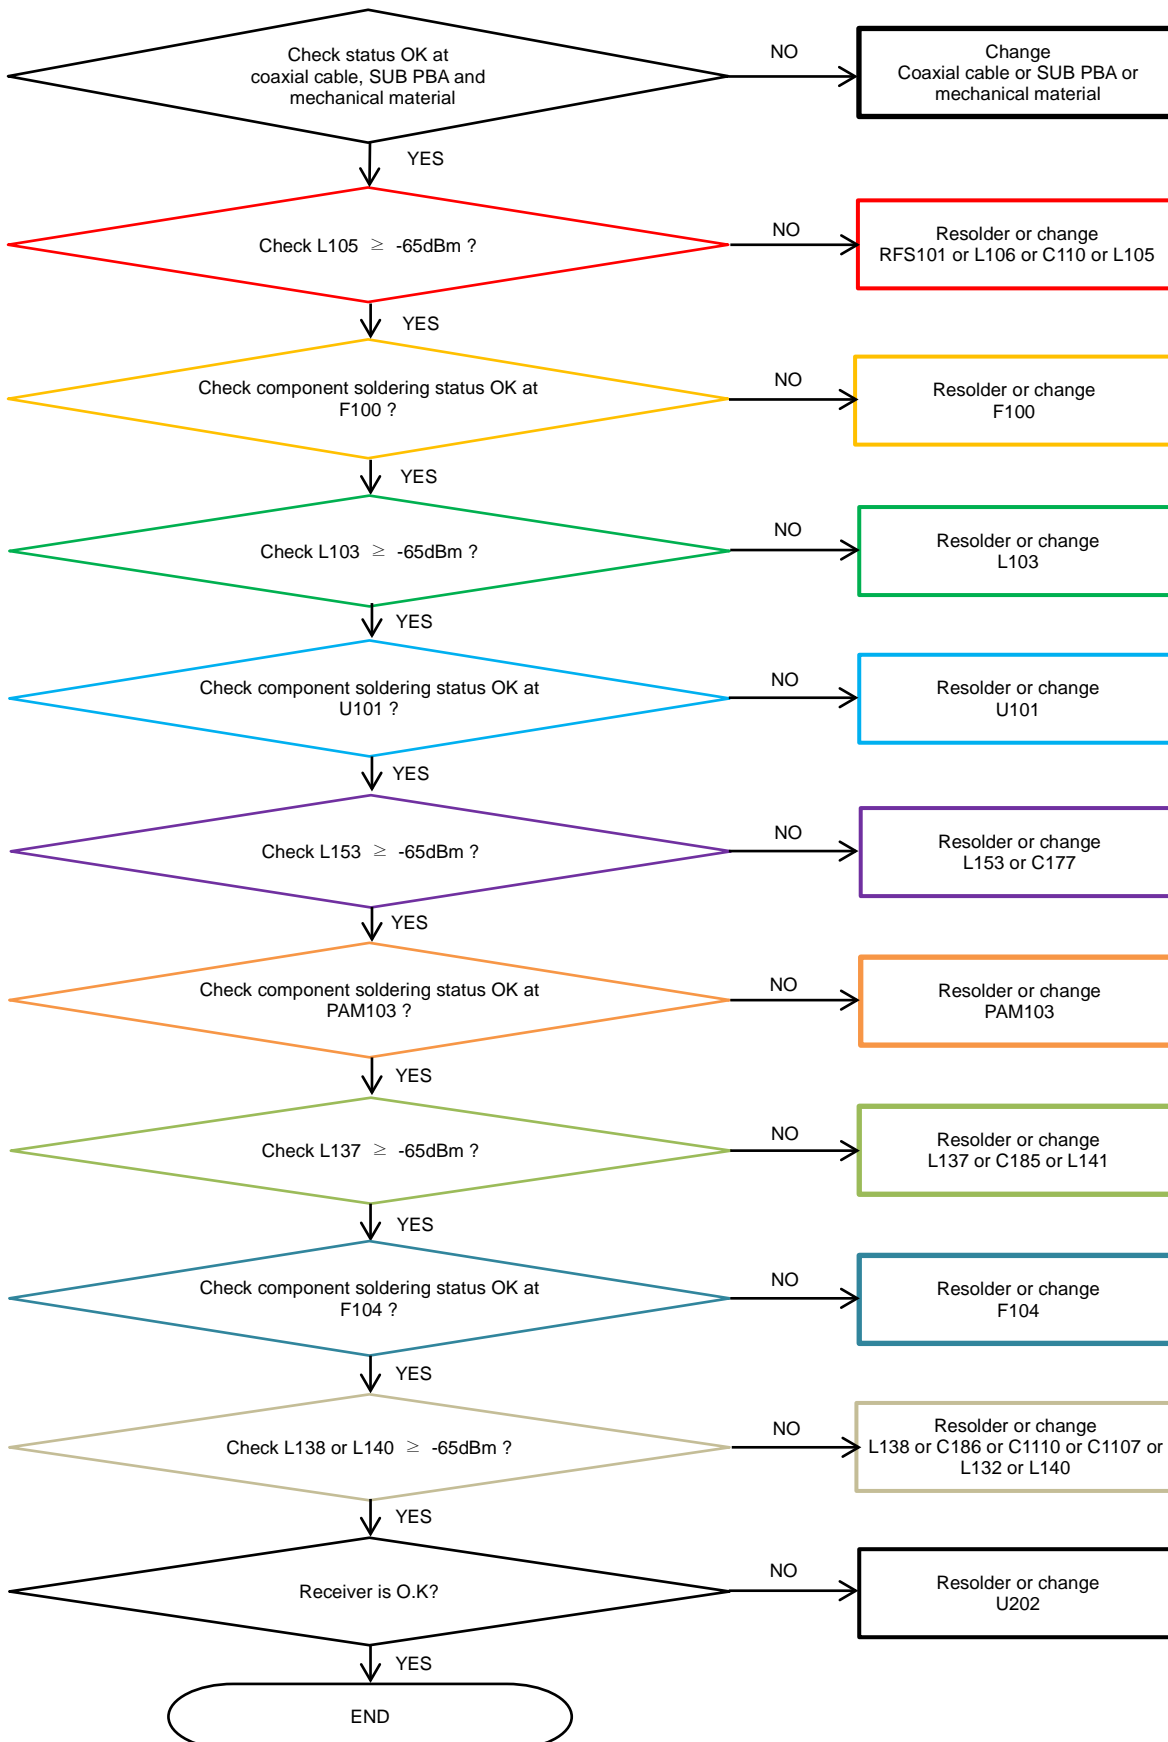 Check status OK at
coaxial cable, SUB PBA and
mechanical material
NO
Change
Coaxial cable or SUB PBA or
mechanical material
YES
Check L105 ≥ -65dBm ?
NO
Resolder or change
RFS101 or L106 or C110 or L105
YES
Check component soldering status OK at
F100 ?
NO
Resolder or change
F100
YES
Check L103 ≥ -65dBm ?
NO
Resolder or change
L103
YES
Check component soldering status OK at
U101 ?
NO
Resolder or change
U101
YES
Check L153 ≥ -65dBm ?
NO
Resolder or change
L153 or C177
YES
Check component soldering status OK at
PAM103 ?
NO
Resolder or change
PAM103
YES
Check L137 ≥ -65dBm ?
NO
Resolder or change
L137 or C185 or L141
YES
Check component soldering status OK at
F104 ?
NO
Resolder or change
F104
YES
Check L138 or L140 ≥ -65dBm ?
NO
Resolder or change
L138 or C186 or C1110 or C1107 or
L132 or L140
YES
Receiver is O.K?
NO
Resolder or change
U202
YES
END